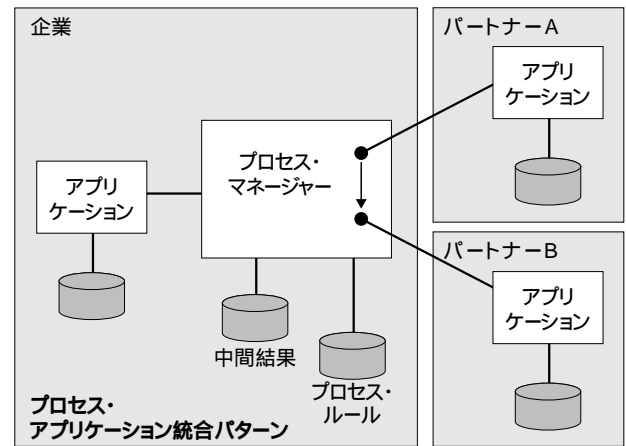 企業
アプリ
ケーション
プロセス・
マネージャー
中間結果
プロセス・
ルール
プロセス・
アプリケーション統合パターン
パートナーA
アプリ
ケーション
パートナーB
アプリ
ケーション